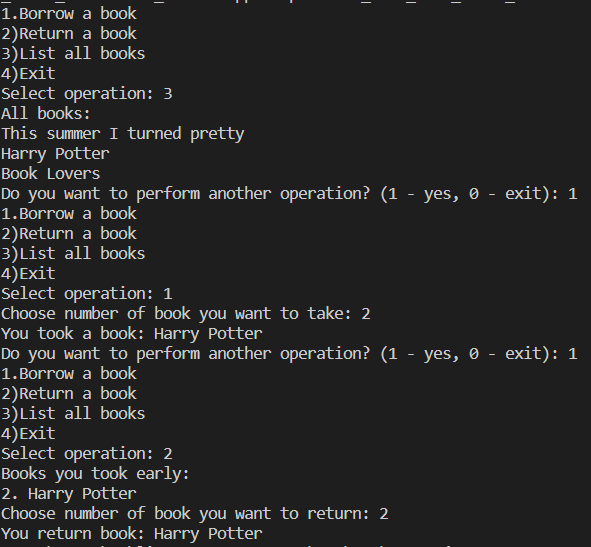 1.Borrow a book
2)Return a book
3)List all books
4)Exit
Select operation: 3
All books:
This summer I turned pretty
Harry Potter
Book Lovers
Do you want to perform another operation? (1 - yes, 0 - exit): 1
1.Borrow a book
2)Return a book
3)List all books
4)Exit
Select operation: 1
Choose number of book you want to take: 2
You took a book: Harry Potter
Do you want to perform another operation? (1 - yes, 0 - exit): 1
1.Borrow a book
2)Return a book
3)List all books
4)Exit
Select operation: 2
Books you took early:
2. Harry Potter
Choose number of book you want to return: 2
You return book: Harry Potter